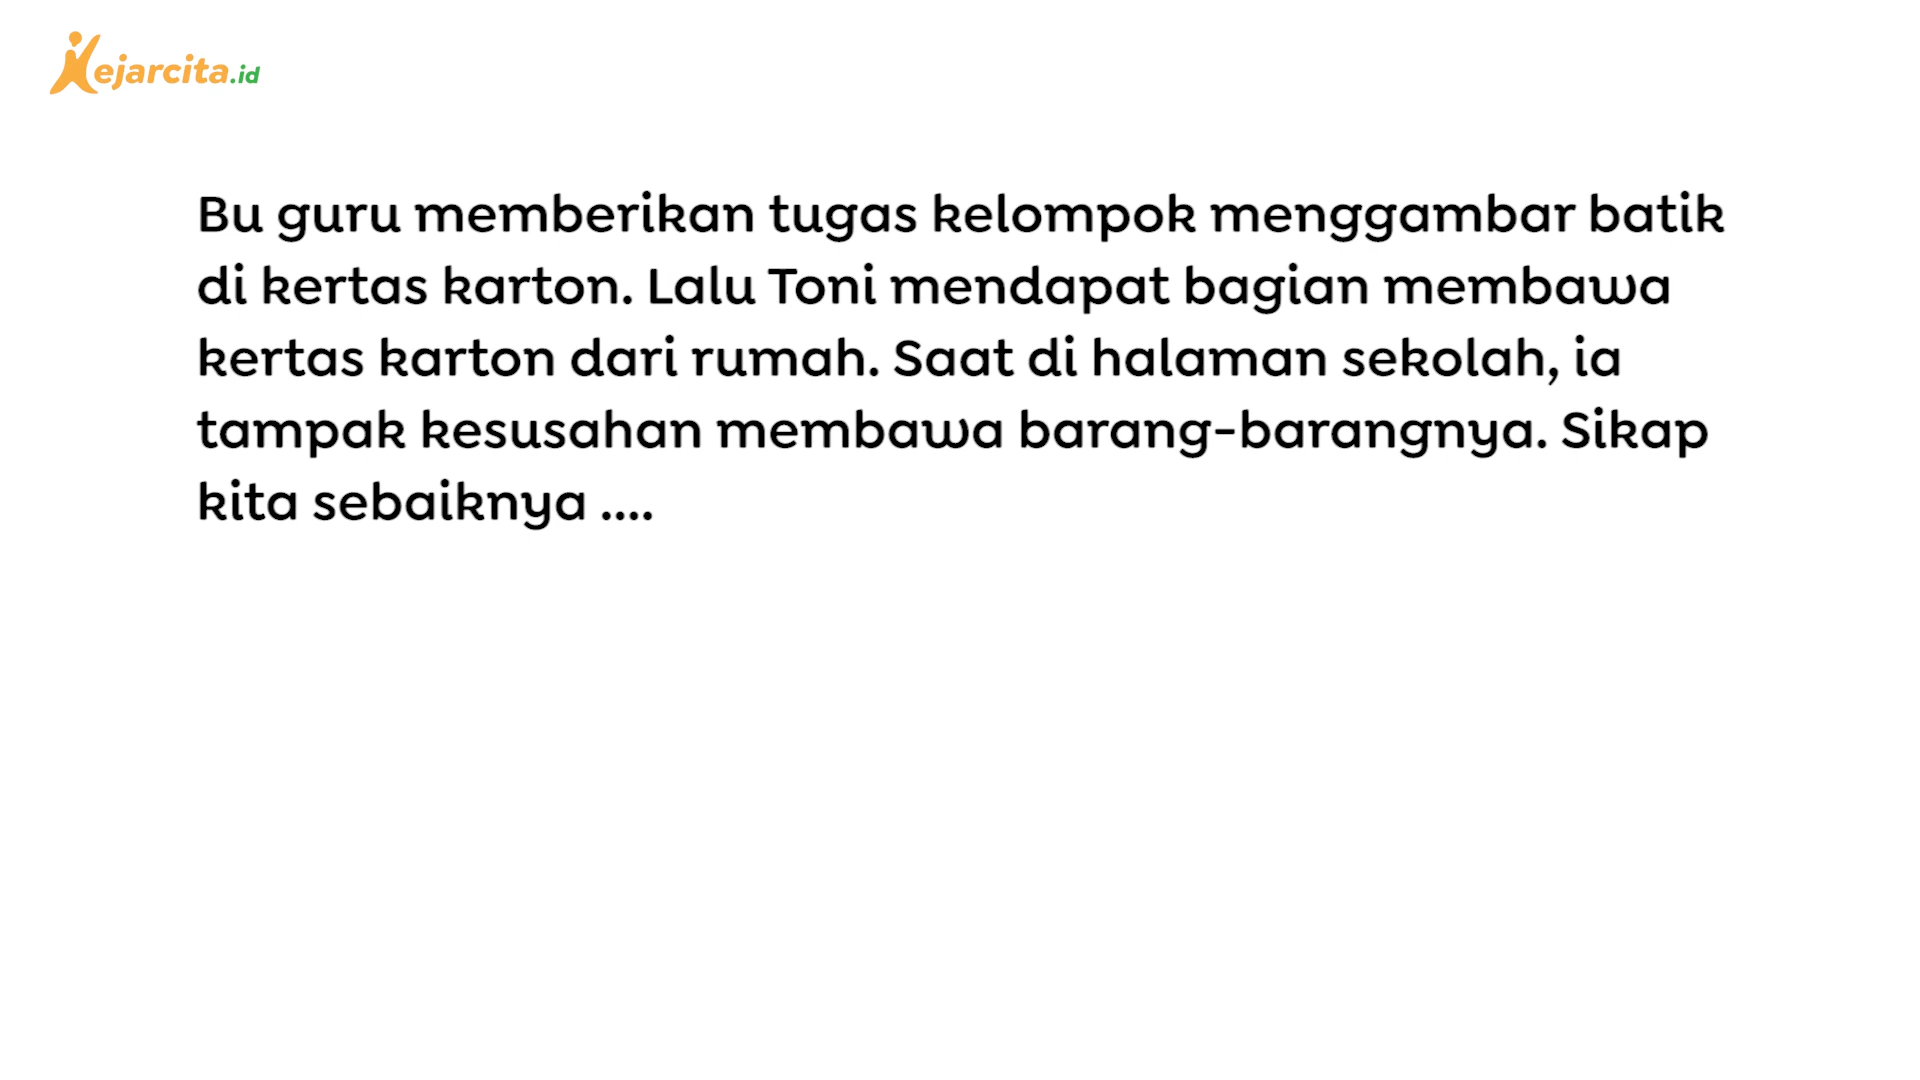 Kejarcita.id
Bu guru memberikan tugas kelompok menggambar batik
di kertas karton. Lalu Toni mendapat bagian membawa
kertas karton dari rumah. Saat di halaman sekolah, ia
tampak kesusahan membawa barang-barangnya. Sikap
kita sebaiknya ....